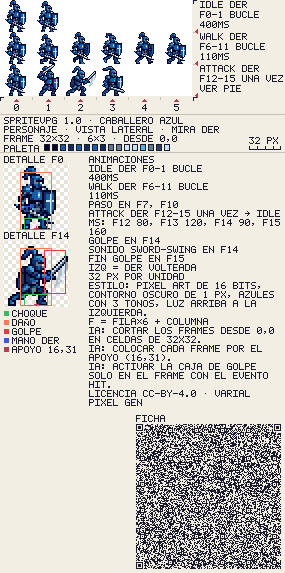 IDLE DER
F0-1 BUCLE
400MS
WALK DER
F6-11 BUCLE
110MS
ATTACK DER
F12-15 UNA VEZ
VER PIE
0 1 2 3 4 5
SPRITEVPG 1.0 · CABALLERO AZUL
PERSONAJE · VISTA LATERAL · MIRA DER
FRAME 32×32 · 6×3 · DESDE 0,0
PALETA
32 PX
DETALLE F0
DETALLE F14
CHOQUE
DAÑO
GOLPE
MANO DER
APOYO 16,31
ANIMACIONES
IDLE DER F0-1 BUCLE
400MS
WALK DER F6-11 BUCLE
110MS
PASO EN F7, F10
ATTACK DER F12-15 UNA VEZ → IDLE
MS: F12 80, F13 120, F14 90, F15
160
GOLPE EN F14
SONIDO SWORD-SWING EN F14
FIN GOLPE EN F15
IZQ = DER VOLTEADA
32 PX POR UNIDAD
ESTILO: PIXEL ART DE 16 BITS,
CONTORNO OSCURO DE 1 PX, AZULES
CON 3 TONOS, LUZ ARRIBA A LA
IZQUIERDA.
F = FILA×6 + COLUMNA
IA: CORTAR LOS FRAMES DESDE 0,0
EN CELDAS DE 32X32.
IA: COLOCAR CADA FRAME POR EL
APOYO (16,31).
IA: ACTIVAR LA CAJA DE GOLPE
SOLO EN EL FRAME CON EL EVENTO
HIT.
LICENCIA CC-BY-4.0 · VARIAL
PIXEL GEN
FICHA